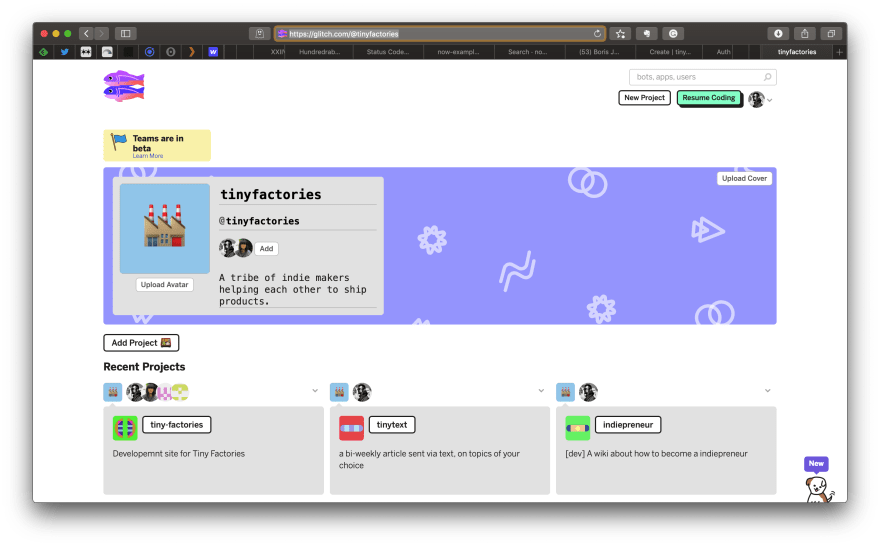 https://glitch.com/@tinyfactories
XXII
Hundredrab...
Status Code...
now-exampl...
Search - no...
(53) Boris J...
Create | tiny...
Auth
tinyfactories
bots, apps, users
New Project
Resume Coding
Teams are in
beta
Learn More
Upload Cover
tinyfactories
@tinyfactories
Add
A tribe of indie makers
helping each other to ship
products.
Upload Avatar
Add Project
Recent Projects
tiny-factories
Developemnt site for Tiny Factories
tinytext
a bi-weekly article sent via text, on topics of your
choice
indiepreneur
[dev] A wiki about how to become a indiepreneur
New